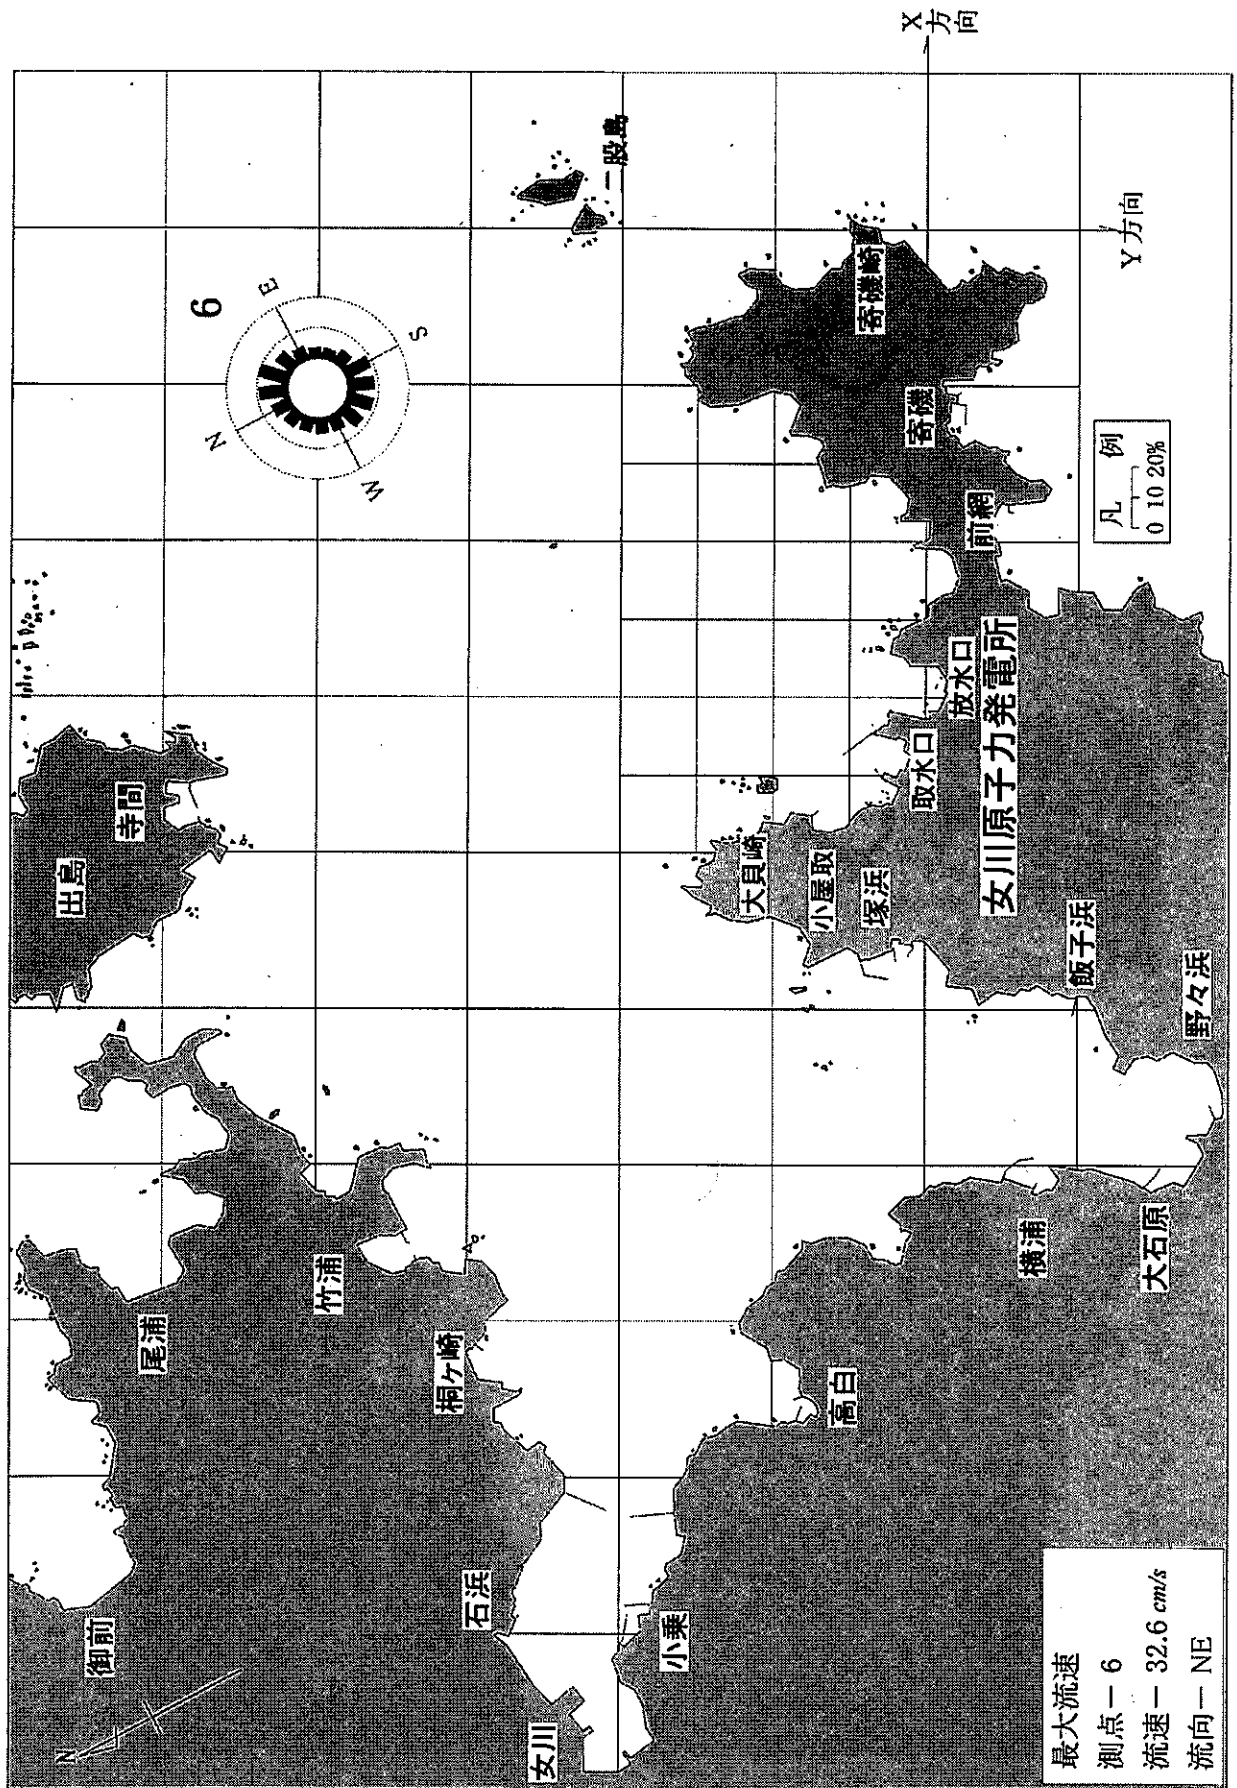 N
御前
尾浦
出島
寺間
竹浦
桐ケ崎
石浜
女川
小乗
高白
横浦
大石原
野々浜
飯子浜
塚浜
小屋取
大貝崎
取水口
放水口
女川原子力発電所
前網
寄磯
寄磯崎
二股島
6
N
E
S
W
X
方向
Y方向
凡 例
0 10 20%
最大流速
測点－6
流速－32.6 cm/s
流向－NE